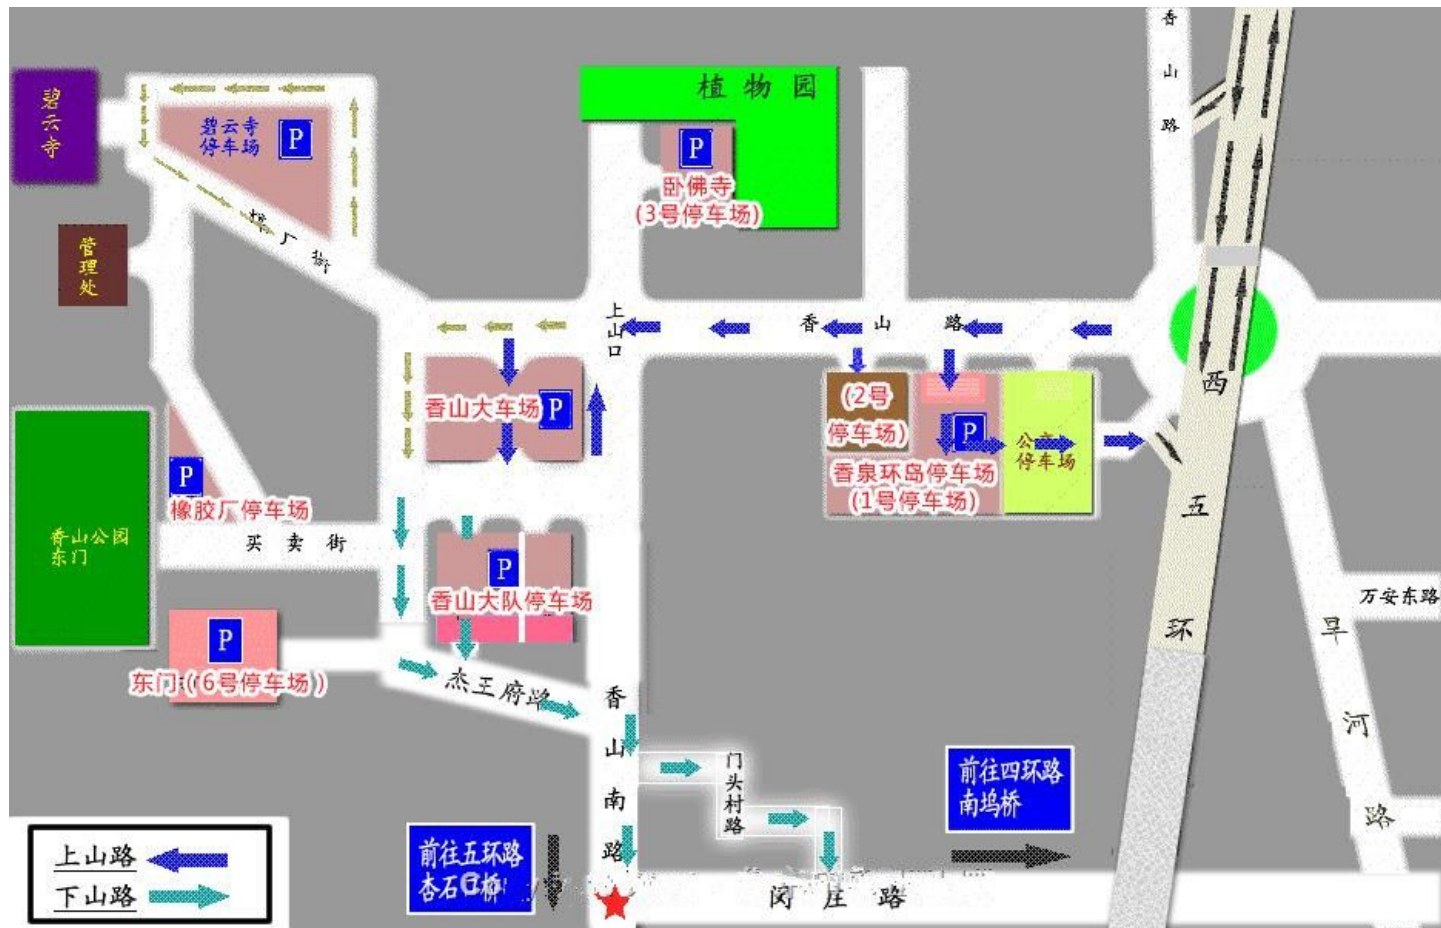 碧云寺
碧云寺
停车场
P
植物园
P
卧佛寺
(3号停车场)
香山路
管理处
厂街
上山口
香山路
西五环
香山大车场
P
(2号
停车场)
P
公交
停车场
香泉环岛停车场
(1号停车场)
P
橡胶厂停车场
香山公园
东门
买卖街
P
香山大队停车场
万安东路
旱河路
P
东门((6号停车场)
杰王府路
香山南路
门头村路
前往四环路
南坞桥
前往五环路
杏石口桥
闵庄路
上山路
下山路